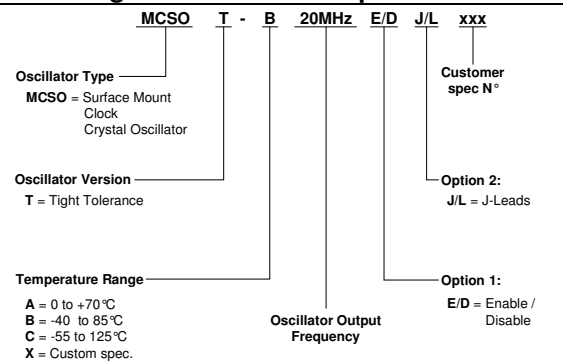 MCSO T - B 20MHz E/D J/L xxx
Oscillator Type
MCSO = Surface Mount
Clock
Crystal Oscillator
Customer
spec N°
Oscillator Version
T = Tight Tolerance
Option 2:
J/L = J-Leads
Temperature Range
A = 0 to +70°C
B = -40 to 85°C
C = -55 to 125°C
X = Custom spec.
Oscillator Output
Frequency
Option 1:
E/D = Enable /
Disable